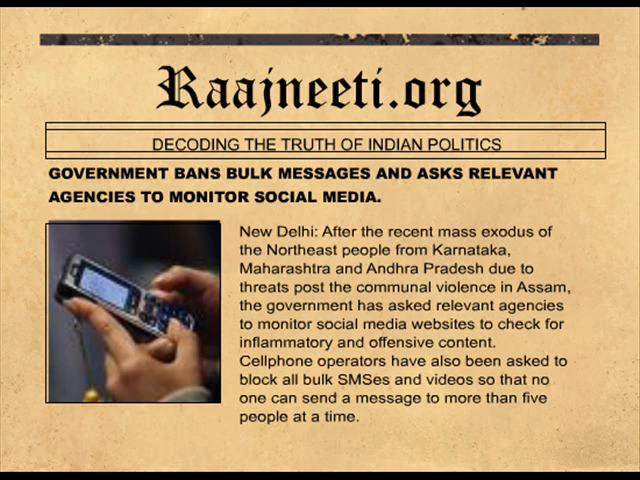 Raajneeti.org
DECODING THE TRUTH OF INDIAN POLITICS
GOVERNMENT BANS BULK MESSAGES AND ASKS RELEVANT
AGENCIES TO MONITOR SOCIAL MEDIA.
New Delhi: After the recent mass exodus of
the Northeast people from Karnataka,
Maharashtra and Andhra Pradesh due to
threats post the communal violence in Assam,
the government has asked relevant agencies
to monitor social media websites to check for
inflammatory and offensive content.
Cellphone operators have also been asked to
block all bulk SMSes and videos so that no
one can send a message to more than five
people at a time.